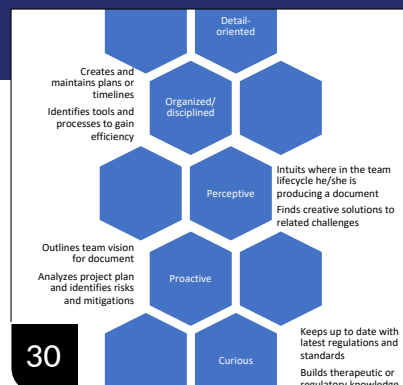 Detail-
oriented
Creates and
maintains plans or
timelines
Identifies tools and
processes to gain
efficiency
Organized/
disciplined
Perceptive
Intuits where in the team
lifecycle he/she is
producing a document
Finds creative solutions to
related challenges
Outlines team vision
for document
Analyzes project plan
and identifies risks
and mitigations
Proactive
Curious
Keeps up to date with
latest regulations and
standards
Builds therapeutic or
regulatory knowledge
30